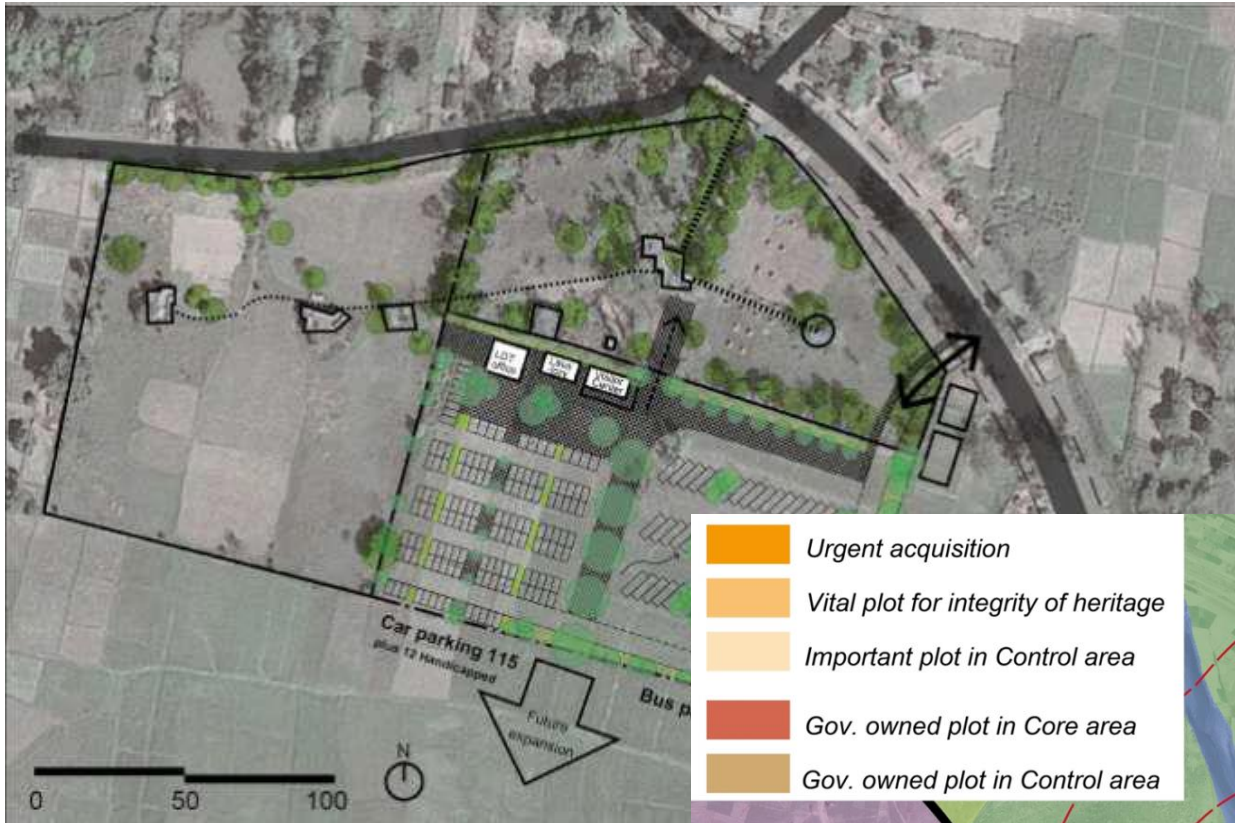 LDT
office
Visitor
Center
Car parking 115
plus 12 Handicapped
Bus p
Future
expansion
N
0 50 100
Urgent acquisition
Vital plot for integrity of heritage
Important plot in Control area
Gov. owned plot in Core area
Gov. owned plot in Control area